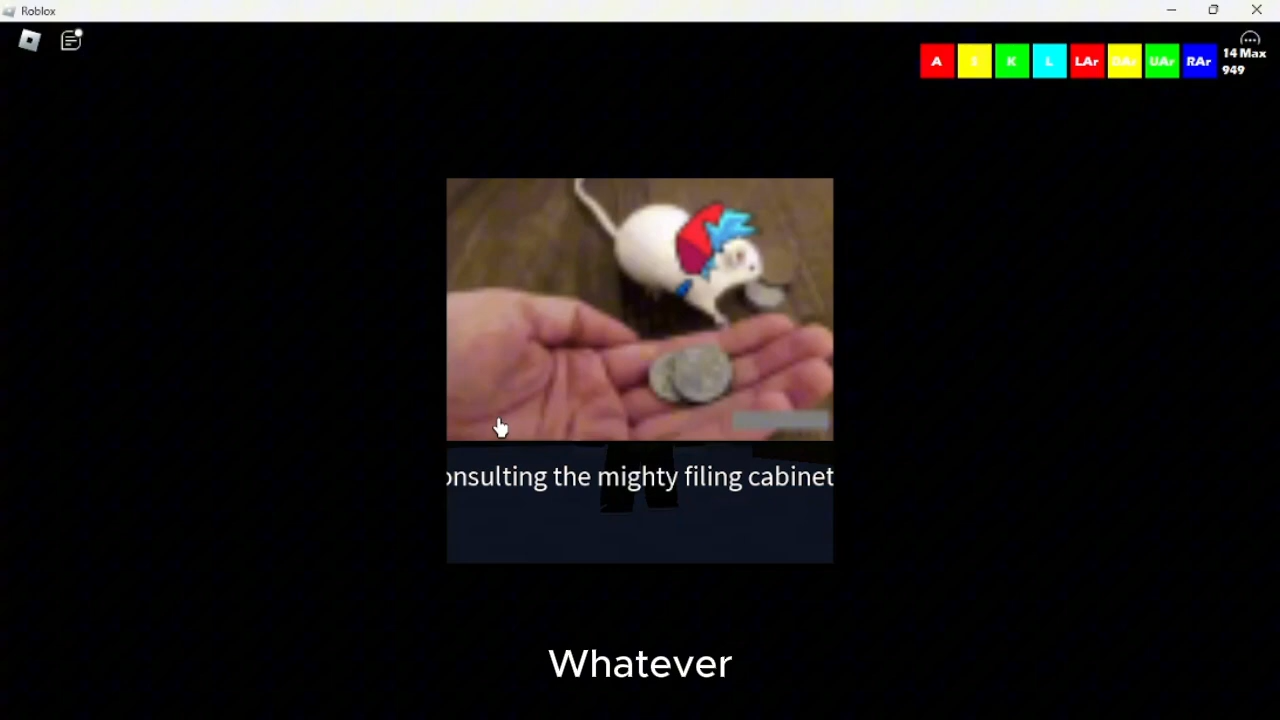 Roblox
A S K L LAr DAr UAr RAr
14 Max
949
onsulting the mighty filing cabinet
Whatever